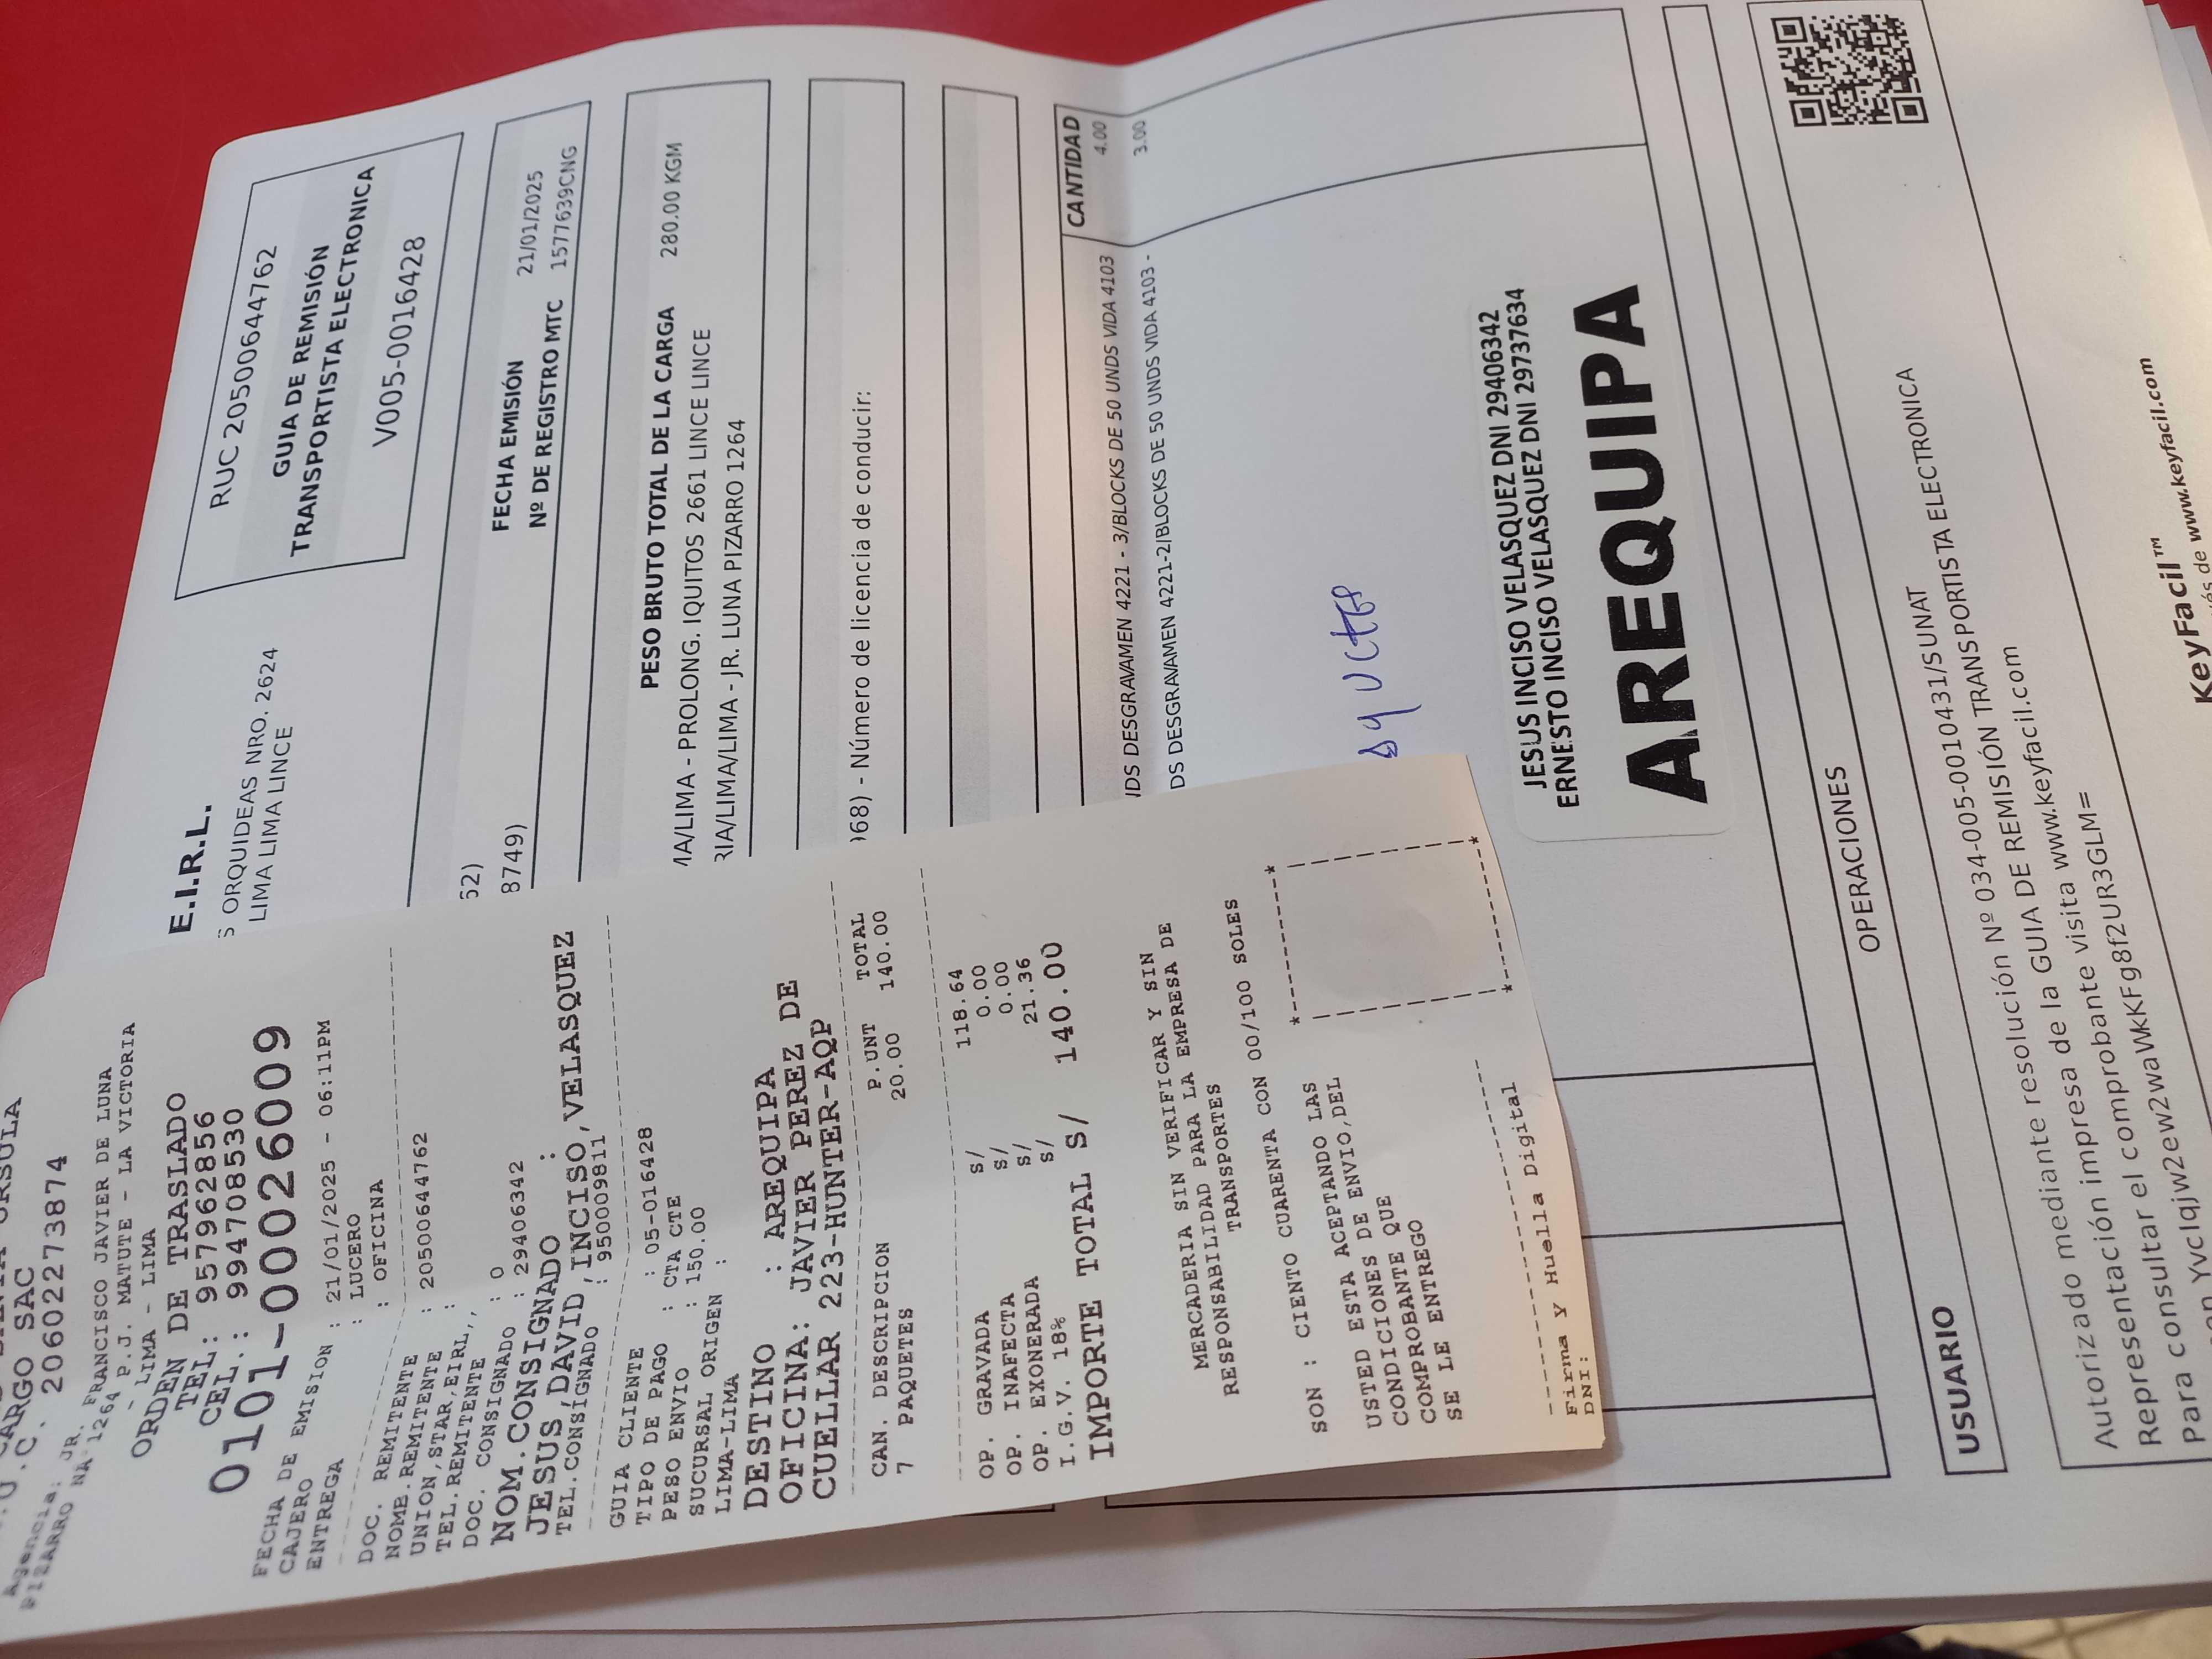 CARGO SAC
20602273874
Agencia: JR. FRANCISCO JAVIER DE LUNA
PIZARRO NA 1264 - P.J. MATUTE - LA VICTORIA
- LIMA - LIMA
ORDEN DE TRASLADO
TEL: 957962856
CEL.: 994708530
0101-00026009
FECHA DE EMISION : 21/01/2025 - 06:11PM
CAJERO : LUCERO
ENTREGA : OFICINA
DOC. REMITENTE : 20500644762
NOMB.REMITENTE :
UNION,STAR,EIRL,,
TEL.REMITENTE :
DOC. CONSIGNADO : 29406342
NOM.CONSIGNADO :
JESUS,DAVID,INCISO,VELASQUEZ
TEL.CONSIGNADO : 950009811
GUIA CLIENTE : 05-016428
TIPO DE PAGO : CTA CTE
PESO ENVIO : 150.00
SUCURSAL ORIGEN :
LIMA-LIMA
DESTINO : AREQUIPA
OFICINA: JAVIER PEREZ DE
CUELLAR 223-HUNTER-AQP
CAN. DESCRIPCION P.UNT TOTAL
7 PAQUETES 20.00 140.00
OP. GRAVADA S/ 118.64
OP. INAFECTA S/ 0.00
OP. EXONERADA S/ 0.00
I.G.V. 18% S/ 21.36
IMPORTE TOTAL S/ 140.00
MERCADERIA SIN VERIFICAR Y SIN
RESPONSABILIDAD PARA LA EMPRESA DE
TRANSPORTES
SON : CIENTO CUARENTA CON 00/100 SOLES
USTED ESTA ACEPTANDO LAS
CONDICIONES DE ENVIO,DEL
COMPROBANTE QUE
SE LE ENTREGO
Firma y Huella Digital
DNI:
E.I.R.L.
S ORQUIDEAS NRO. 2624
LIMA LIMA LINCE
RUC 20500644762
GUIA DE REMISIÓN
TRANSPORTISTA ELECTRONICA
V005-0016428
FECHA EMISIÓN 21/01/2025
Nº DE REGISTRO MTC 1577639CNG
8749)
PESO BRUTO TOTAL DE LA CARGA 280.00 KGM
MA/LIMA - PROLONG. IQUITOS 2661 LINCE LINCE
RIA/LIMA/LIMA - JR. LUNA PIZARRO 1264
968) - Número de licencia de conducir:
CANTIDAD
NDS DESGRAVAMEN 4221 - 3/BLOCKS DE 50 UNDS VIDA 4103 4.00
DS DESGRAVAMEN 4221-2/BLOCKS DE 50 UNDS VIDA 4103 - 3.00
JESUS INCISO VELASQUEZ DNI 29406342
ERNESTO INCISO VELASQUEZ DNI 29737634
AREQUIPA
OPERACIONES
USUARIO
Autorizado mediante resolución Nº 034-005-0010431/SUNAT
Representación impresa de la GUIA DE REMISIÓN TRANSPORTISTA ELECTRONICA
Para consultar el comprobante visita www.keyfacil.com
KeyFacil™
de www.keyfacil.com